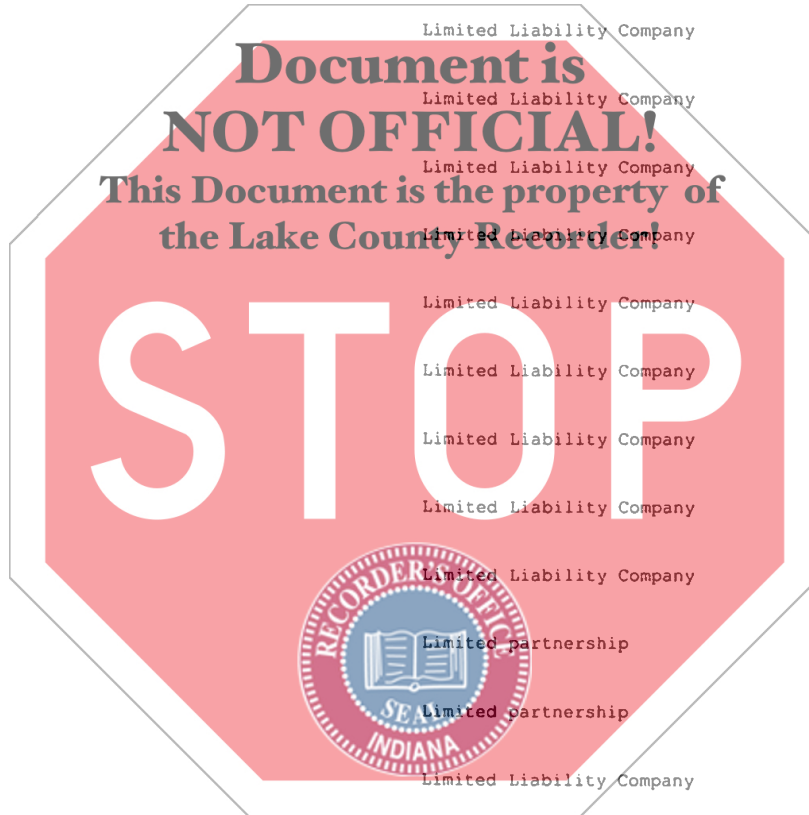 Limited Liability Company
Document is
Limited Liability Company
NOT OFFICIAL!
Limited Liability Company
This Document is the property of
the Lake County Recorder!
Limited Liability Company
Limited Liability Company
STOP
Limited Liability Company
Limited Liability Company
Limited Liability Company
Limited Liability Company
RECORDER'S OFFICE
Limited partnership
SEAL
Limited partnership
INDIANA
Limited Liability Company